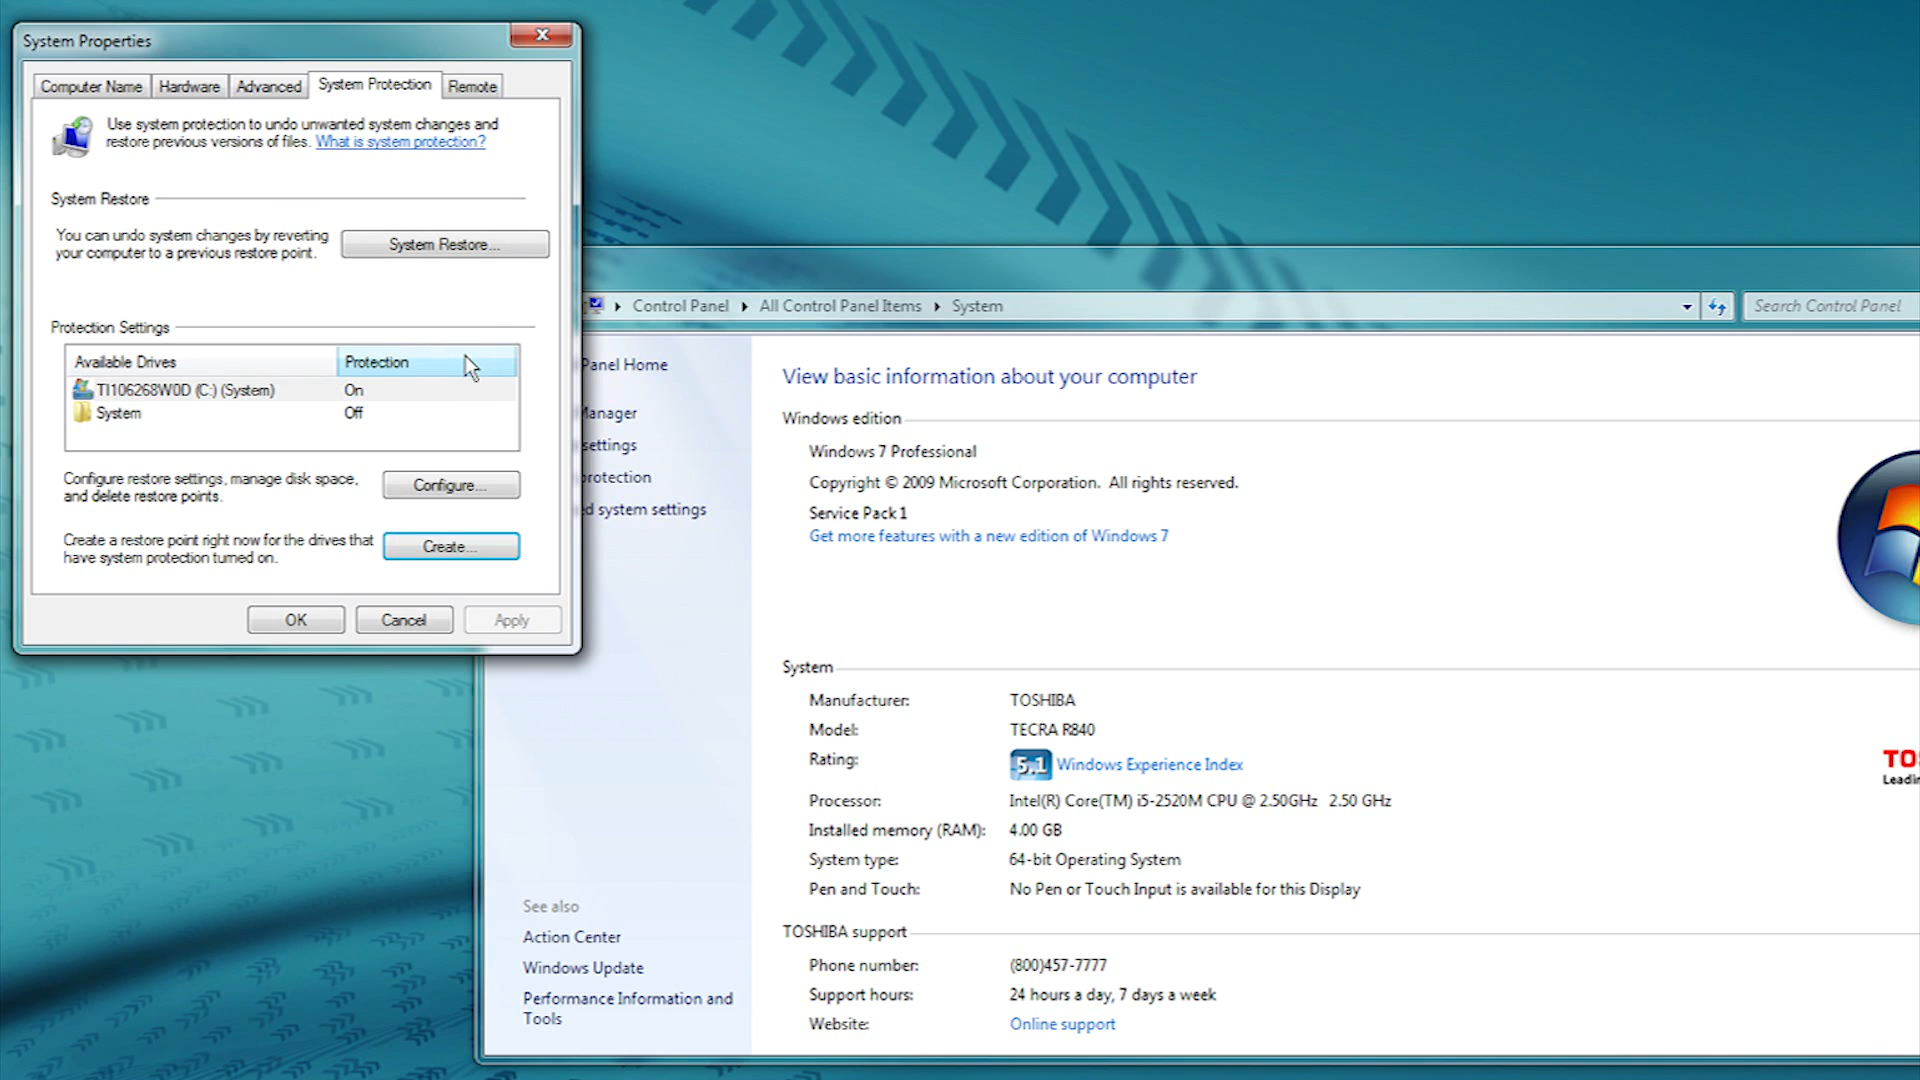 System Properties
Computer Name
Hardware
Advanced
System Protection
Remote
Use system protection to undo unwanted system changes and
restore previous versions of files. What is system protection?
System Restore
You can undo system changes by reverting
your computer to a previous restore point.
System Restore...
Protection Settings
Available Drives
Protection
TI106268W0D (C:) (System)
On
System
Off
Configure restore settings, manage disk space,
and delete restore points.
Configure...
Create a restore point right now for the drives that
have system protection turned on.
Create...
OK
Cancel
Apply
Control Panel
All Control Panel Items
System
Search Control Panel
Panel Home
Manager
settings
protection
d system settings
See also
Action Center
Windows Update
Performance Information and
Tools
View basic information about your computer
Windows edition
Windows 7 Professional
Copyright © 2009 Microsoft Corporation. All rights reserved.
Service Pack 1
Get more features with a new edition of Windows 7
System
Manufacturer: TOSHIBA
Model: TECRA R840
Rating: 5.1 Windows Experience Index
Processor: Intel(R) Core(TM) i5-2520M CPU @ 2.50GHz 2.50 GHz
Installed memory (RAM): 4.00 GB
System type: 64-bit Operating System
Pen and Touch: No Pen or Touch Input is available for this Display
TOS
Leadin
TOSHIBA support
Phone number: (800)457-7777
Support hours: 24 hours a day, 7 days a week
Website: Online support